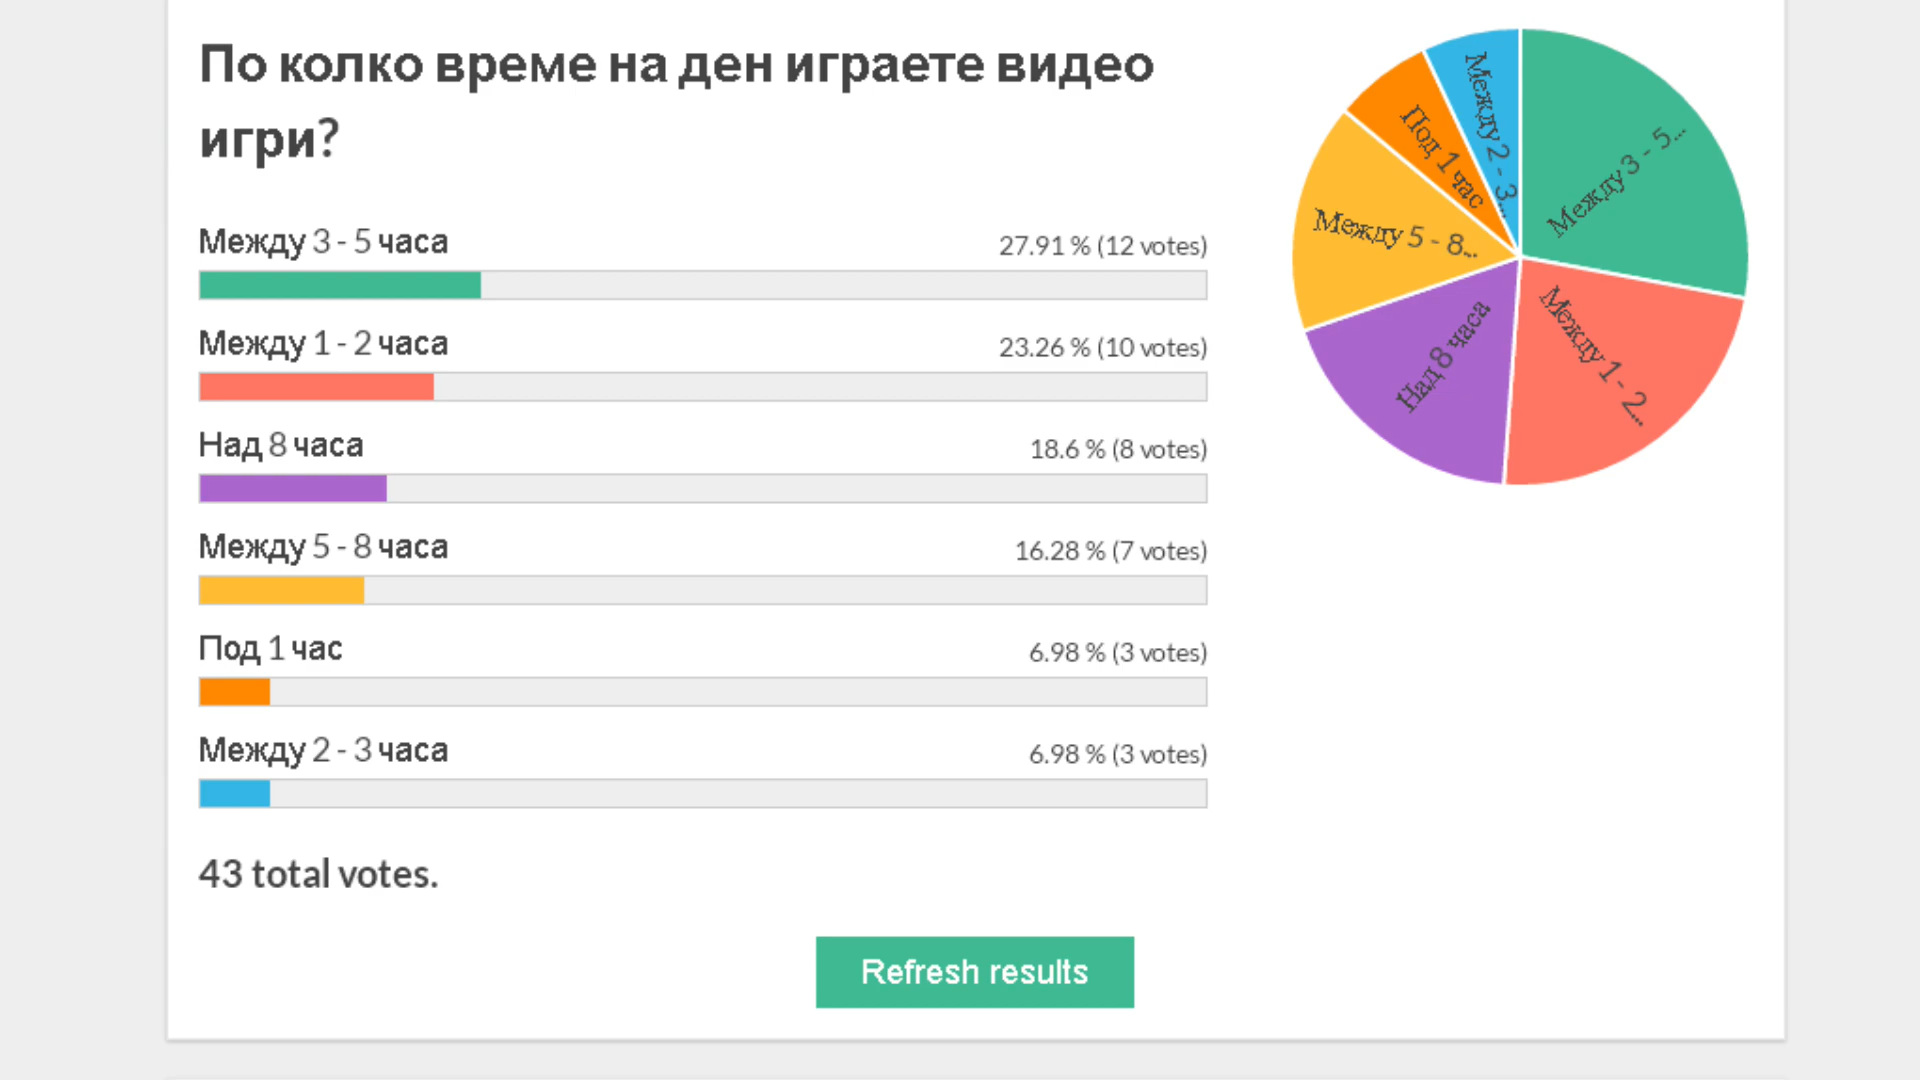 По колко време на ден играете видео
игри?
Между 3 - 5 часа
27.91 % (12 votes)
Между 1 - 2 часа
23.26 % (10 votes)
Над 8 часа
18.6 % (8 votes)
Между 5 - 8 часа
16.28 % (7 votes)
Под 1 час
6.98 % (3 votes)
Между 2 - 3 часа
6.98 % (3 votes)
43 total votes.
Refresh results
Между 3 - 5...
Между 1 - 2...
Над 8 часа
Между 5 - 8...
Под 1 час
Между 2 - 3...